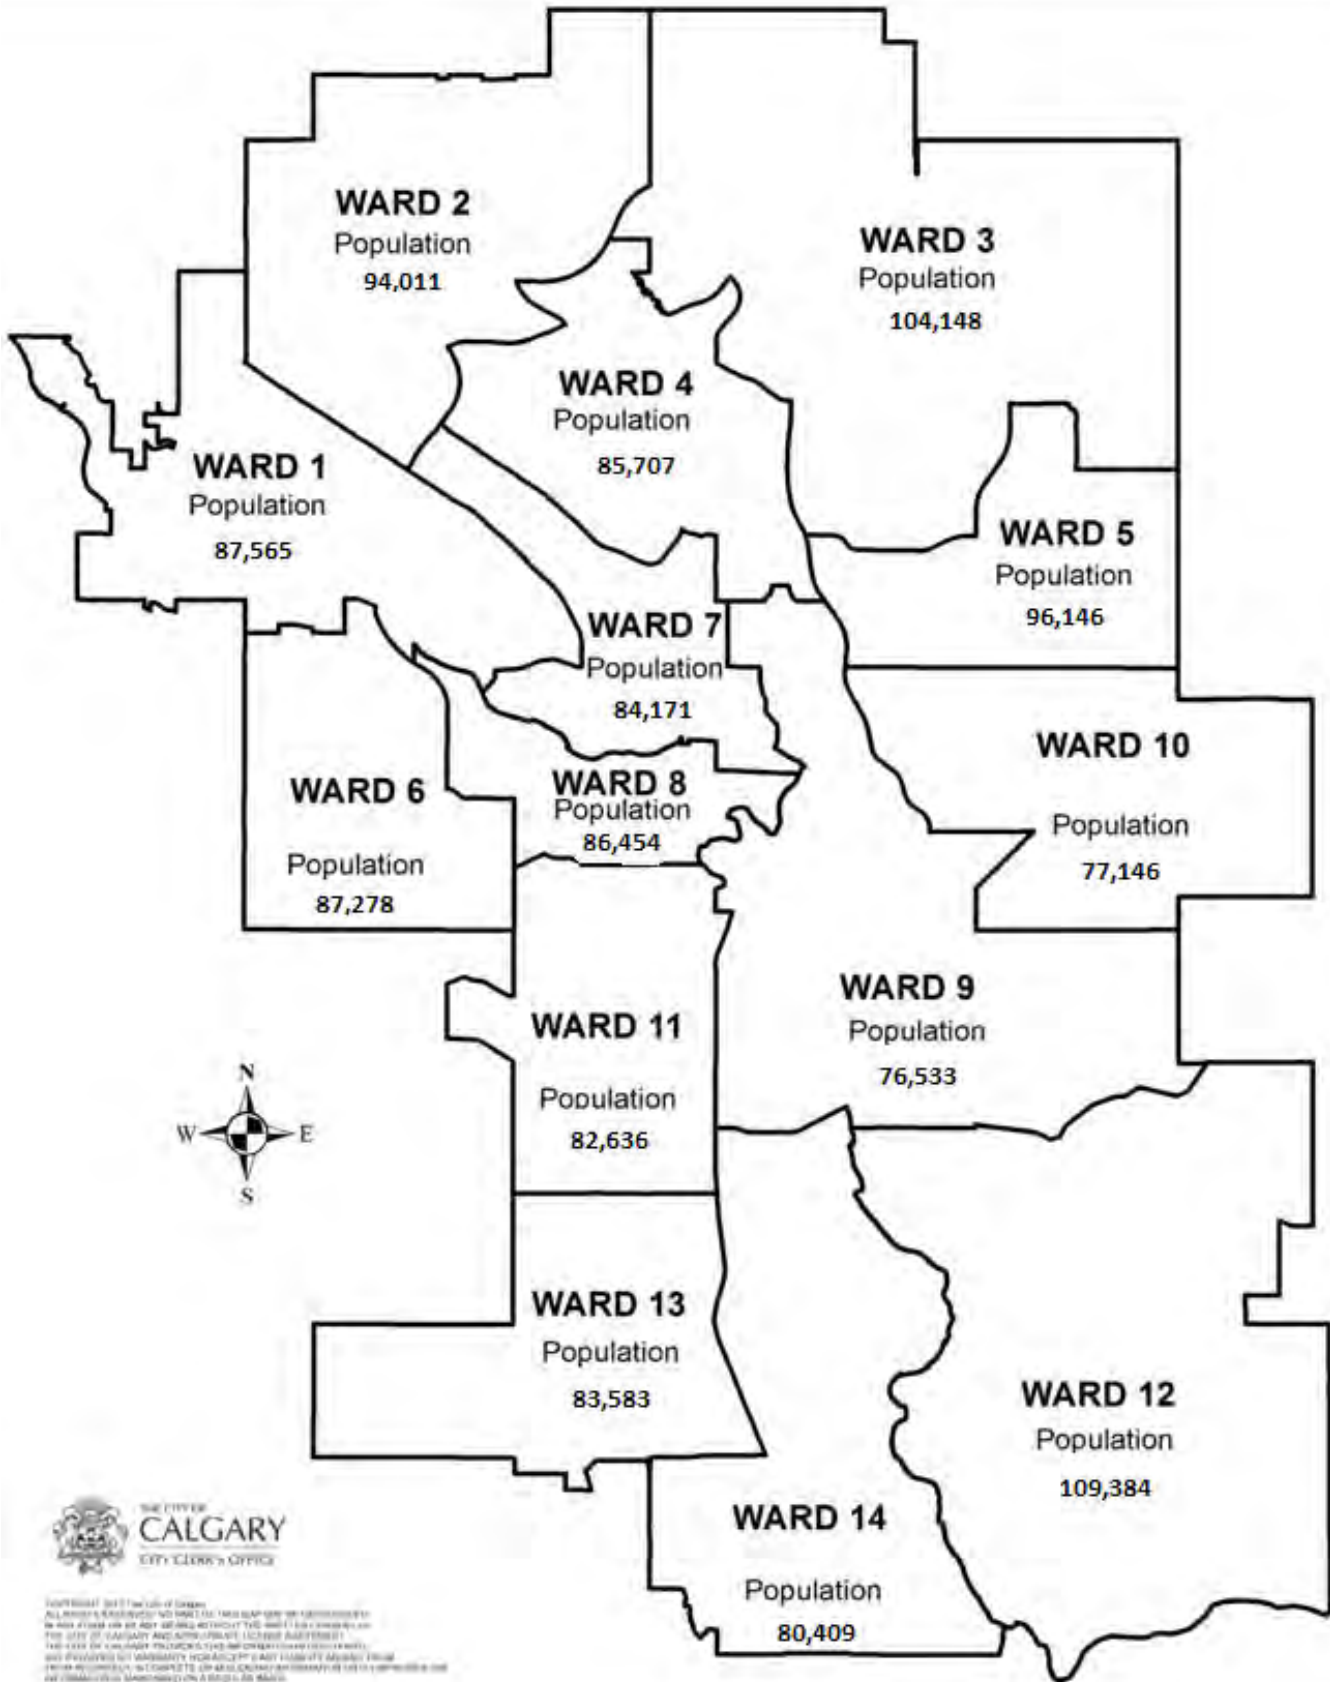 WARD 2
Population
94,011
WARD 3
Population
104,148
WARD 4
Population
85,707
WARD 1
Population
87,565
WARD 5
Population
96,146
WARD 7
Population
84,171
WARD 10
Population
77,146
WARD 8
Population
86,454
WARD 6
Population
87,278
WARD 9
Population
76,533
WARD 11
Population
82,636
N
W
E
S
WARD 13
Population
83,583
WARD 12
Population
109,384
WARD 14
Population
80,409
THE CITY OF
CALGARY
CITY CLERK'S OFFICE